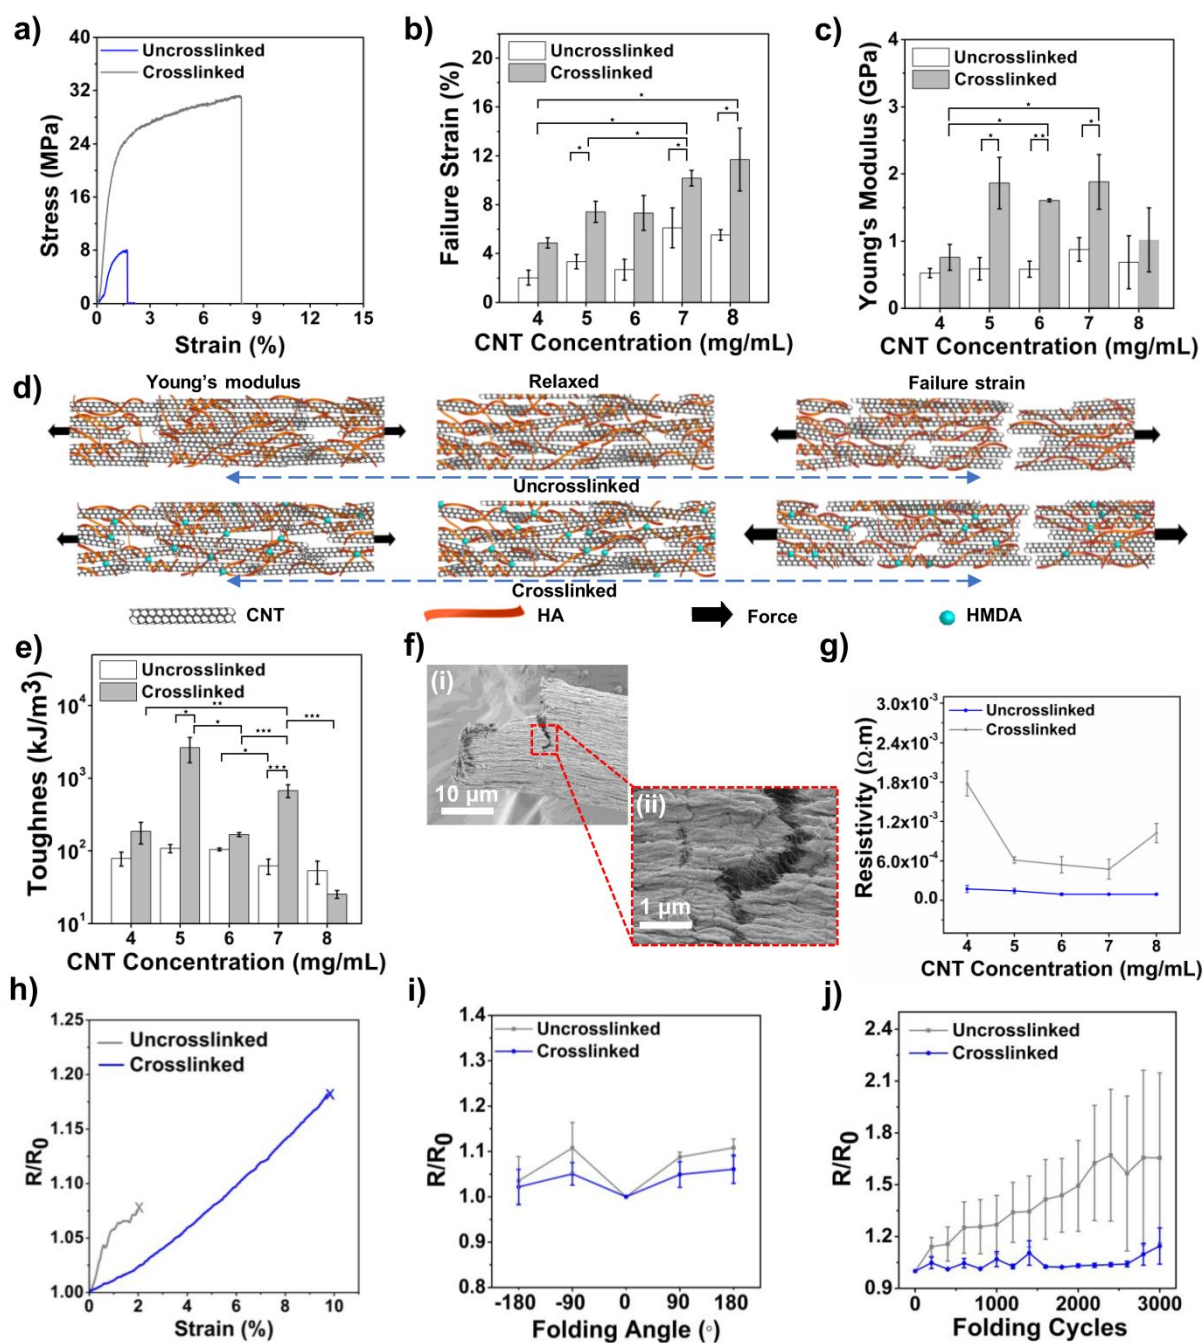 a)
Uncrosslinked
Crosslinked
Stress (MPa)
40
32
24
16
8
0
0 3 6 9 12 15
Strain (%)
b)
Uncrosslinked
Crosslinked
Failure Strain (%)
20
16
12
8
4
0
* * * * * *
4 5 6 7 8
CNT Concentration (mg/mL)
c)
Uncrosslinked
Crosslinked
Young's Modulus (GPa)
4
3
2
1
0
* * * ** *
4 5 6 7 8
CNT Concentration (mg/mL)
d)
Young's modulus Relaxed Failure strain
Uncrosslinked
Crosslinked
CNT HA Force HMDA
e)
Uncrosslinked
Crosslinked
Toughnes (kJ/m³)
10⁴
10³
10²
10¹
** * * *** *** * ***
4 5 6 7 8
CNT Concentration (mg/mL)
f)
(i)
10 µm
(ii)
1 µm
g)
Uncrosslinked
Crosslinked
Resistivity (Ω·m)
3.0x10⁻³
2.4x10⁻³
1.8x10⁻³
1.2x10⁻³
6.0x10⁻⁴
0.0
4 5 6 7 8
CNT Concentration (mg/mL)
h)
Uncrosslinked
Crosslinked
R/R₀
1.25
1.20
1.15
1.10
1.05
1.00
X
X
0 2 4 6 8 10
Strain (%)
i)
Uncrosslinked
Crosslinked
R/R₀
1.4
1.3
1.2
1.1
1.0
0.9
0.8
-180 -90 0 90 180
Folding Angle (°)
j)
Uncrosslinked
Crosslinked
R/R₀
2.4
2.1
1.8
1.5
1.2
0.9
0 1000 2000 3000
Folding Cycles